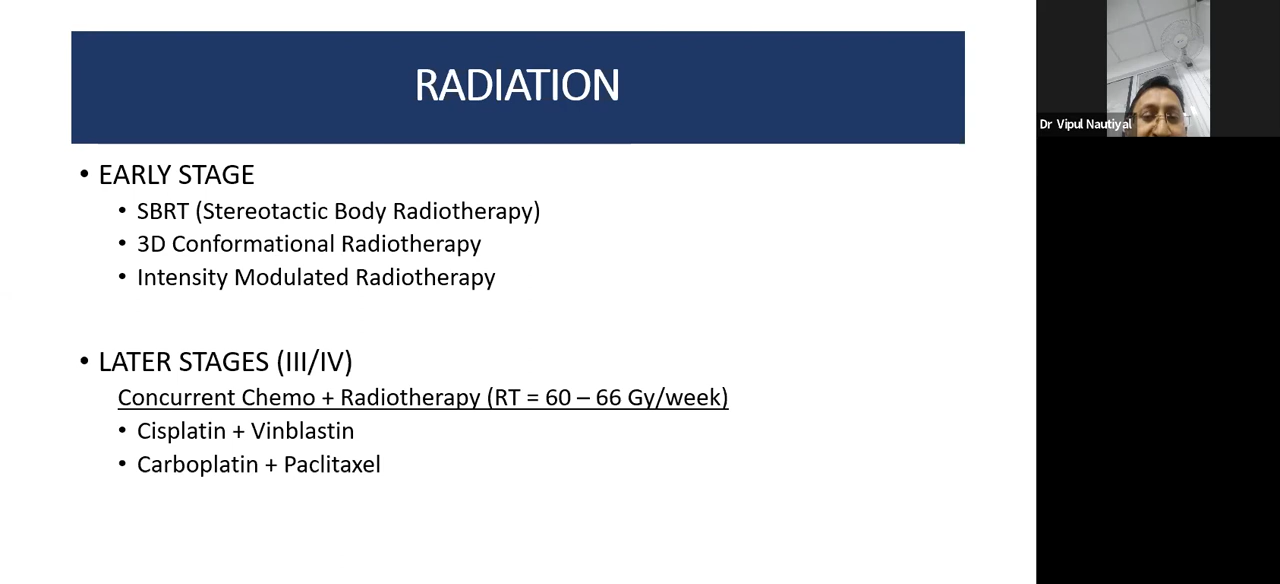 RADIATION
• EARLY STAGE
• SBRT (Stereotactic Body Radiotherapy)
• 3D Conformational Radiotherapy
• Intensity Modulated Radiotherapy
• LATER STAGES (III/IV)
Concurrent Chemo + Radiotherapy (RT = 60 – 66 Gy/week)
• Cisplatin + Vinblastin
• Carboplatin + Paclitaxel
Dr Vipul Nautiyal